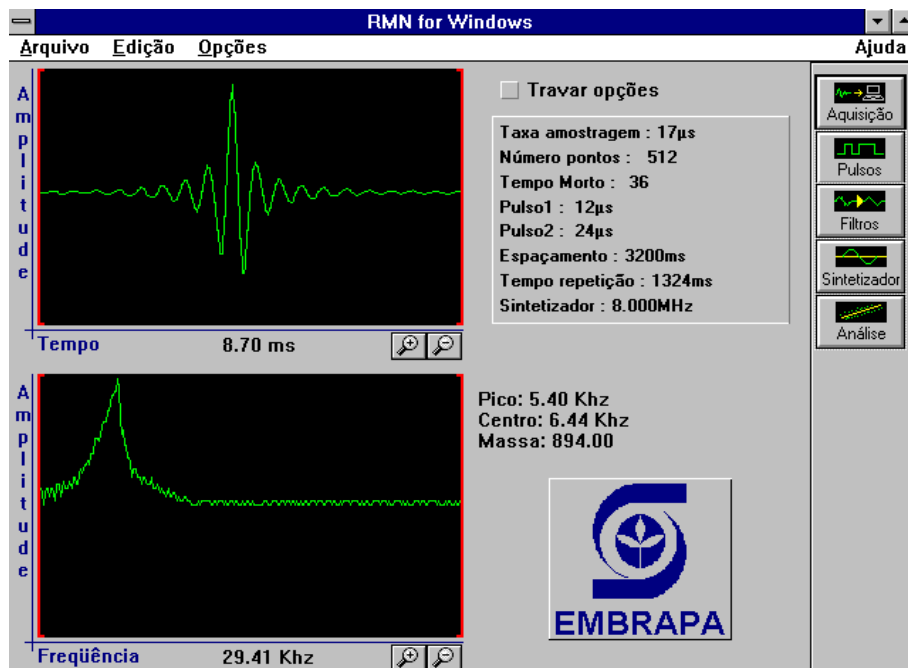 RMN for Windows
Arquivo Edição Opções Ajuda
Amplitude
Tempo 8.70 ms
Travar opções
Taxa amostragem : 17µs
Número pontos : 512
Tempo Morto : 36
Pulso1 : 12µs
Pulso2 : 24µs
Espaçamento : 3200ms
Tempo repetição : 1324ms
Sintetizador : 8.000MHz
Aquisição
Pulsos
Filtros
Sintetizador
Análise
Amplitude
Freqüência 29.41 Khz
Pico: 5.40 Khz
Centro: 6.44 Khz
Massa: 894.00
EMBRAPA